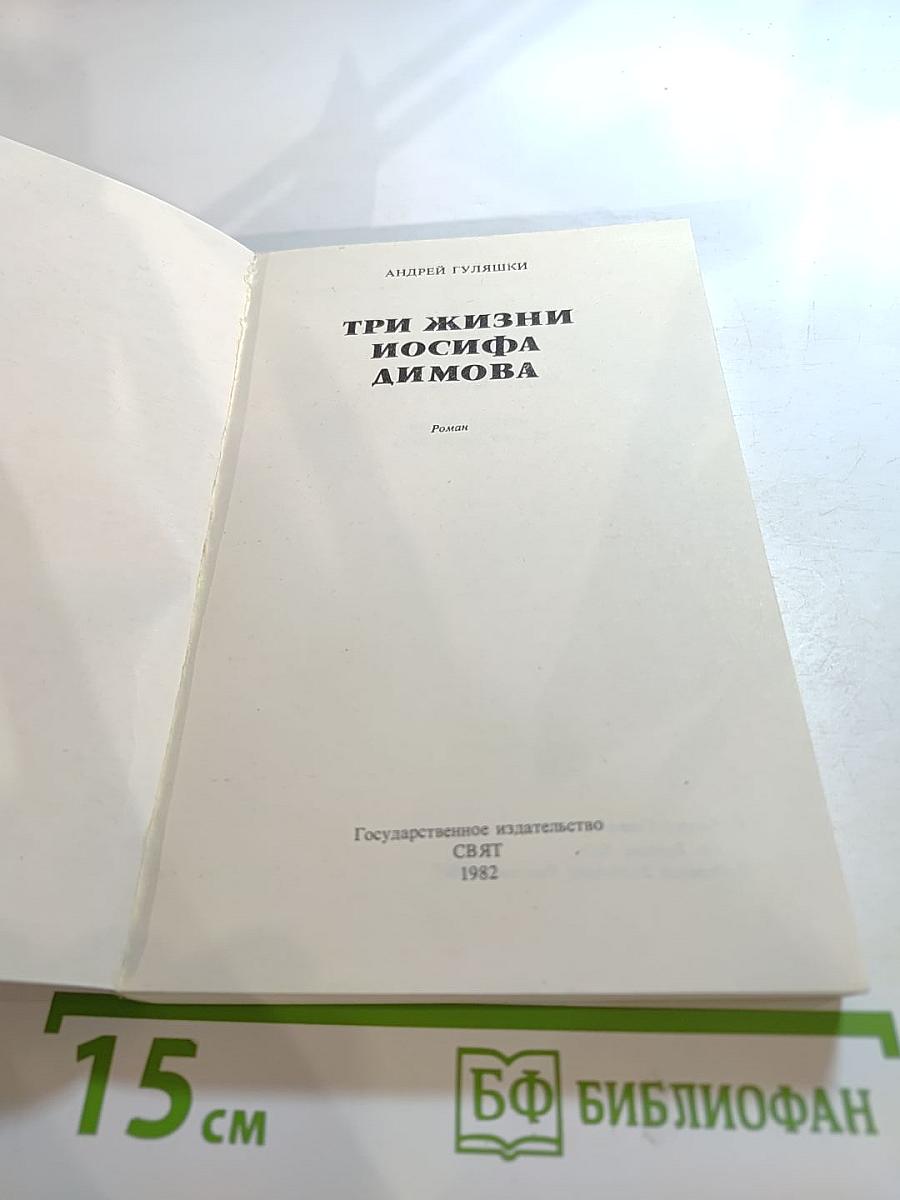 АНДРЕЙ ГУЛЯШКИ
ТРИ ЖИЗНИ
ИОСИФА
ДИМОВА
Роман
Государственное издательство
СВЯТ
1982
15 см
БФ БИБЛИОФАН